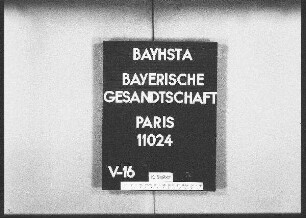 BAYHSTA
BAYERISCHE
GESANDTSCHAFT
PARIS
11024
V-16